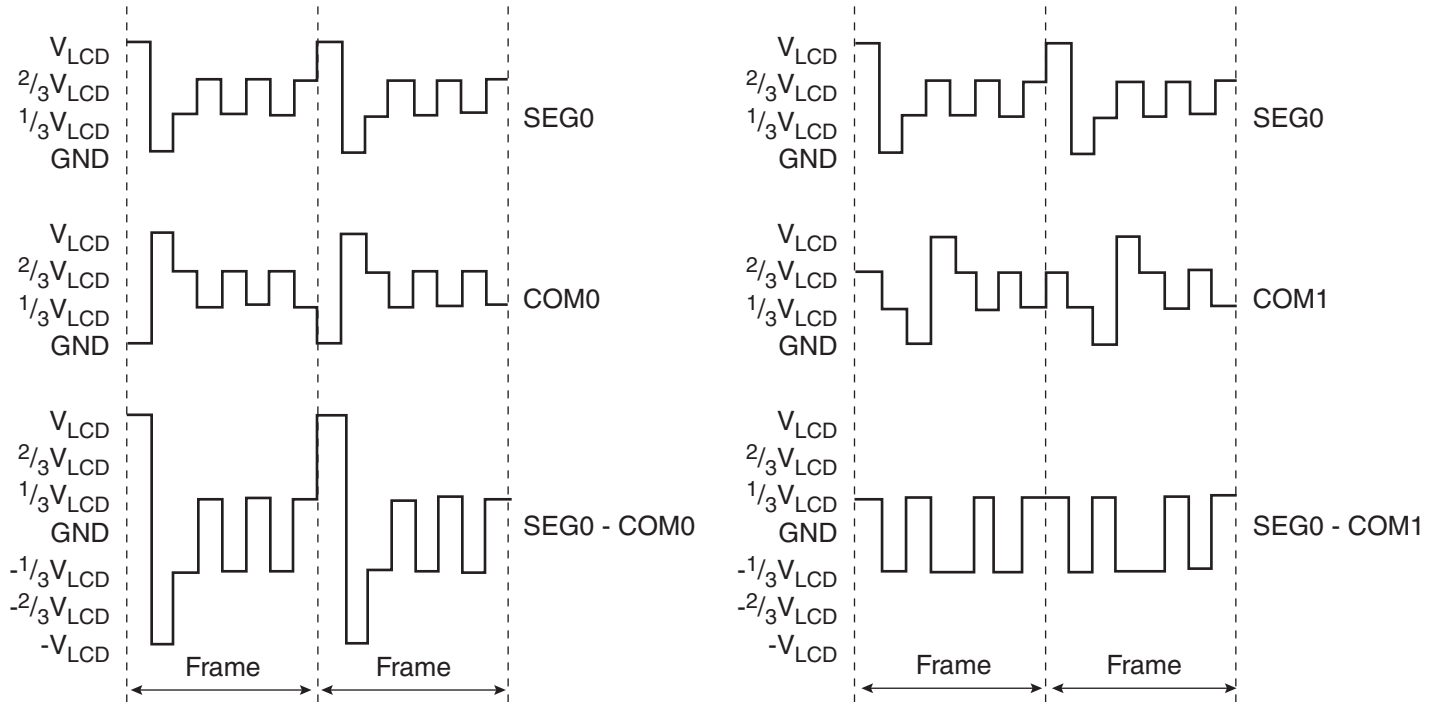 V_LCD
2/3V_LCD
1/3V_LCD
GND
SEG0
V_LCD
2/3V_LCD
1/3V_LCD
GND
COM0
V_LCD
2/3V_LCD
1/3V_LCD
GND
-1/3V_LCD
-2/3V_LCD
-V_LCD
SEG0 - COM0
Frame
Frame
V_LCD
2/3V_LCD
1/3V_LCD
GND
SEG0
V_LCD
2/3V_LCD
1/3V_LCD
GND
COM1
V_LCD
2/3V_LCD
1/3V_LCD
GND
-1/3V_LCD
-2/3V_LCD
-V_LCD
SEG0 - COM1
Frame
Frame